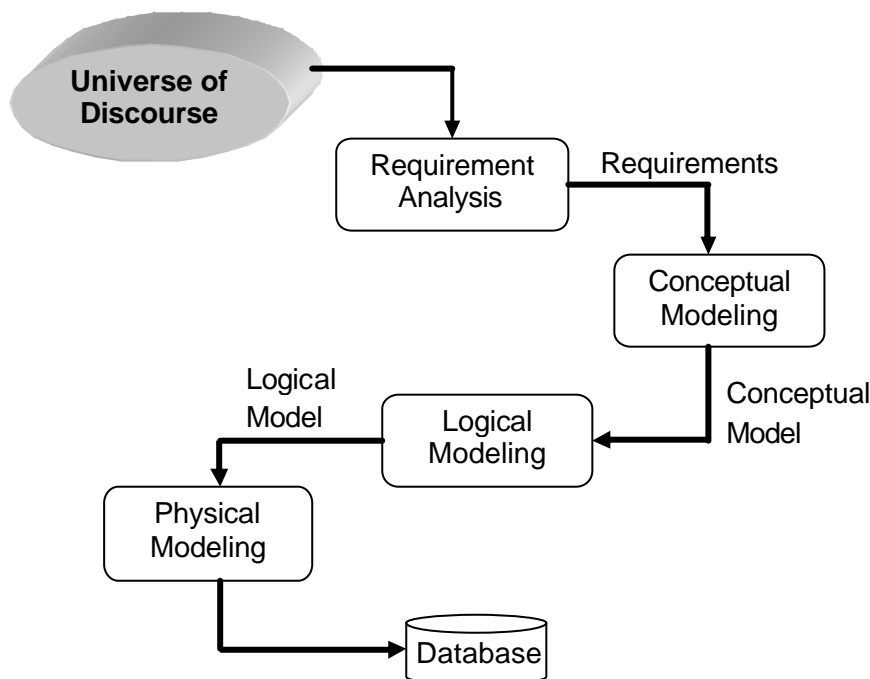 Universe of
Discourse
Requirement
Analysis
Requirements
Conceptual
Modeling
Conceptual
Model
Logical
Modeling
Logical
Model
Physical
Modeling
Database